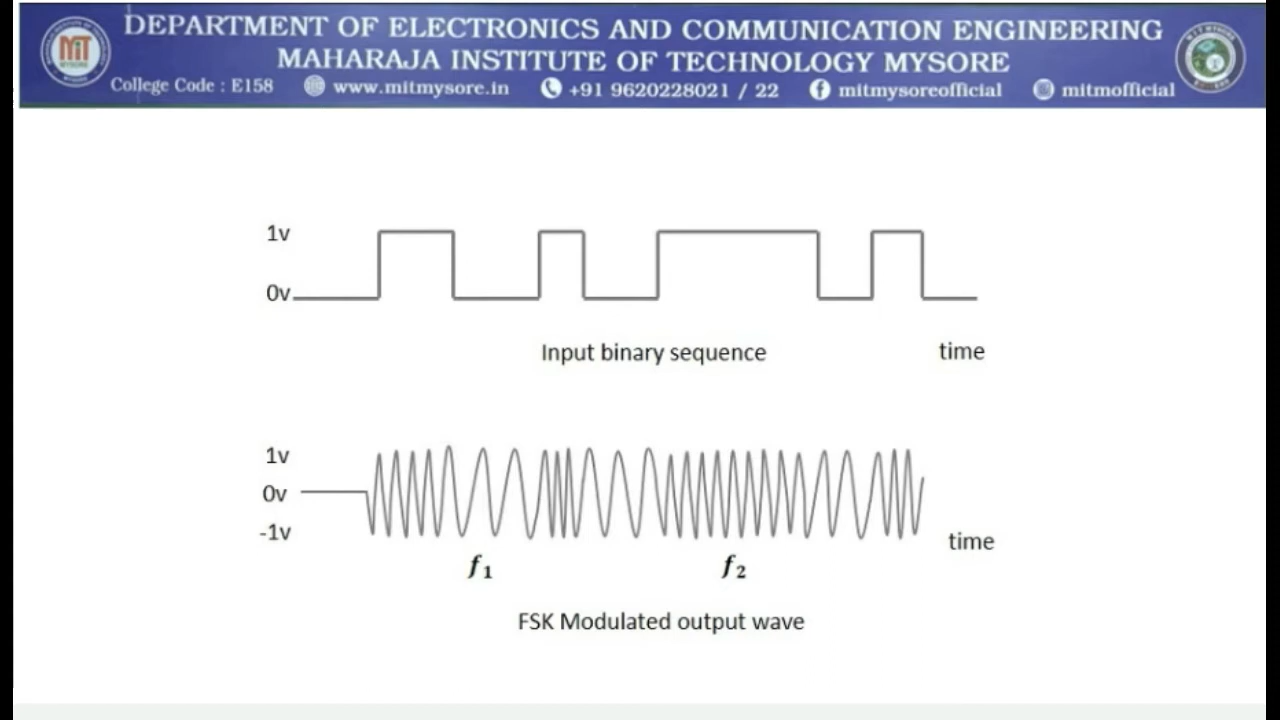 DEPARTMENT OF ELECTRONICS AND COMMUNICATION ENGINEERING
MAHARAJA INSTITUTE OF TECHNOLOGY MYSORE
College Code : E158 www.mitmysore.in +91 9620228021 / 22 mitmysoreofficial mitmofficial
MIT
MYSORE
1v
0v
Input binary sequence time
1v
0v
-1v
time
f1 f2
FSK Modulated output wave